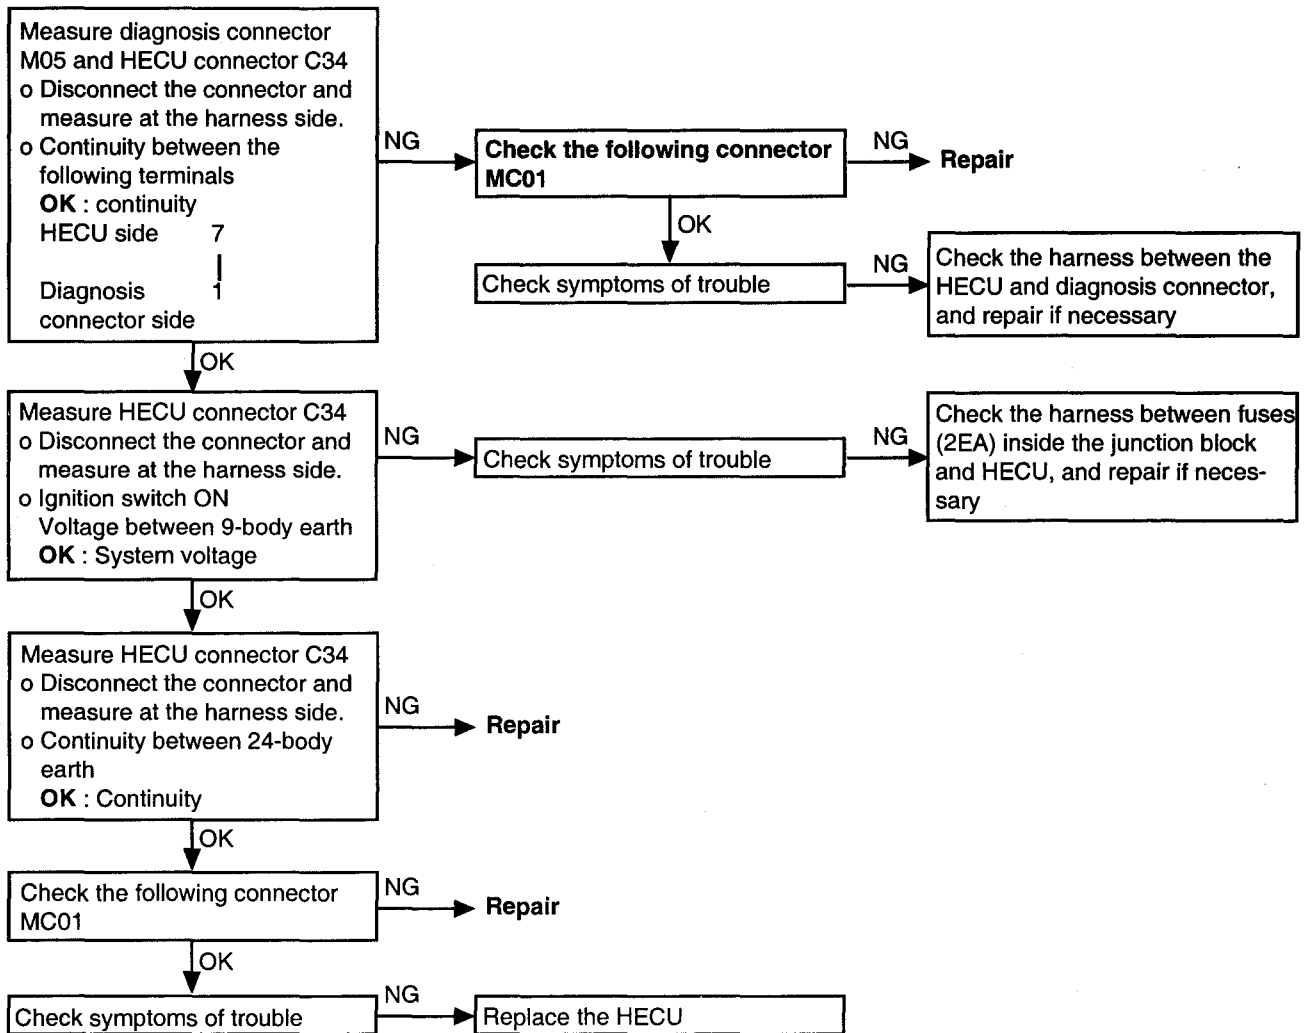 Measure diagnosis connector
M05 and HECU connector C34
o Disconnect the connector and
measure at the harness side.
o Continuity between the
following terminals
OK : continuity
HECU side 7
Diagnosis 1
connector side
NG
Check the following connector
MC01
NG
Repair
OK
Check symptoms of trouble
NG
Check the harness between the
HECU and diagnosis connector,
and repair if necessary
OK
Measure HECU connector C34
o Disconnect the connector and
measure at the harness side.
o Ignition switch ON
Voltage between 9-body earth
OK : System voltage
NG
Check symptoms of trouble
NG
Check the harness between fuses
(2EA) inside the junction block
and HECU, and repair if neces-
sary
OK
Measure HECU connector C34
o Disconnect the connector and
measure at the harness side.
o Continuity between 24-body
earth
OK : Continuity
NG
Repair
OK
Check the following connector
MC01
NG
Repair
OK
Check symptoms of trouble
NG
Replace the HECU